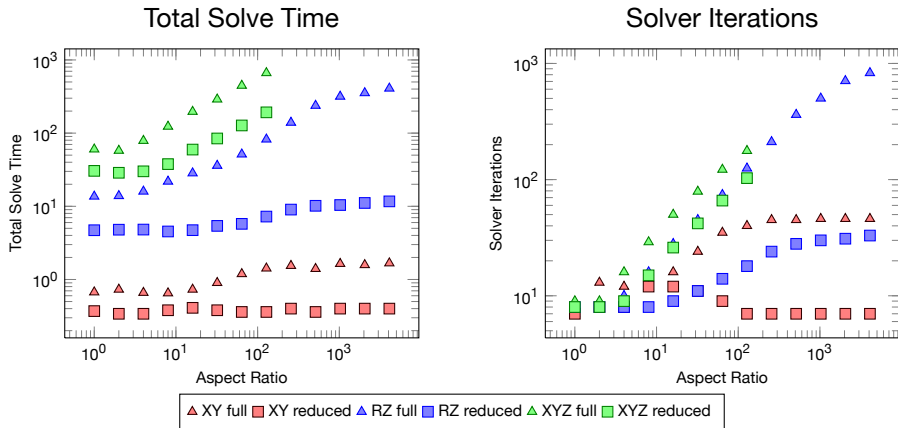 Total Solve Time
Solver Iterations
10³
10²
10¹
10⁰
Total Solve Time
10⁰
10¹
10²
10³
Aspect Ratio
10³
10²
10¹
Solver Iterations
10⁰
10¹
10²
10³
Aspect Ratio
XY full XY reduced RZ full RZ reduced XYZ full XYZ reduced